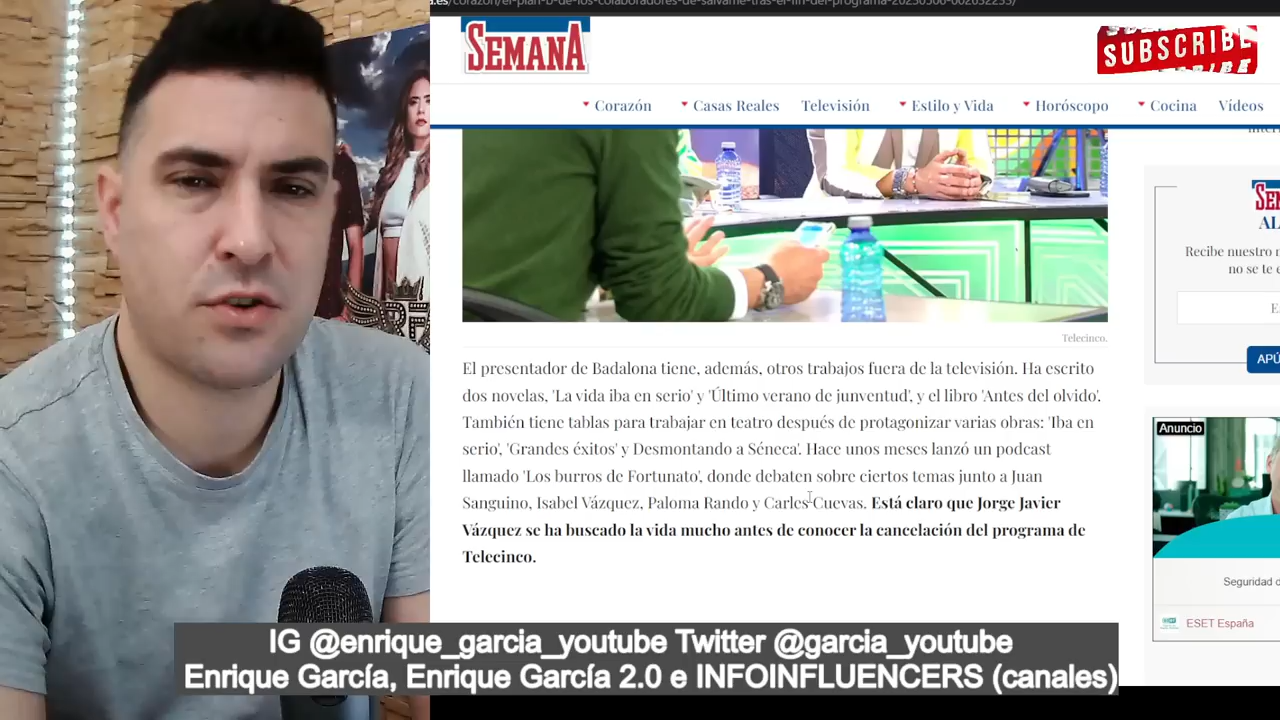 SEMANA
SUBSCRIBE
Corazón Casas Reales Televisión Estilo y Vida Horóscopo Cocina Vídeos
Telecinco.
El presentador de Badalona tiene, además, otros trabajos fuera de la televisión. Ha escrito
dos novelas, 'La vida iba en serio' y 'Último verano de junventud', y el libro 'Antes del olvido'.
También tiene tablas para trabajar en teatro después de protagonizar varias obras: 'Iba en
serio', 'Grandes éxitos' y Desmontando a Séneca'. Hace unos meses lanzó un podcast
llamado 'Los burros de Fortunato', donde debaten sobre ciertos temas junto a Juan
Sanguino, Isabel Vázquez, Paloma Rando y Carles Cuevas. Está claro que Jorge Javier
Vázquez se ha buscado la vida mucho antes de conocer la cancelación del programa de
Telecinco.
AL
Recibe nuestro
no se te
APÚ
Anuncio
Seguridad
ESET España
IG @enrique_garcia_youtube Twitter @garcia_youtube
Enrique García, Enrique García 2.0 e INFOINFLUENCERS (canales)